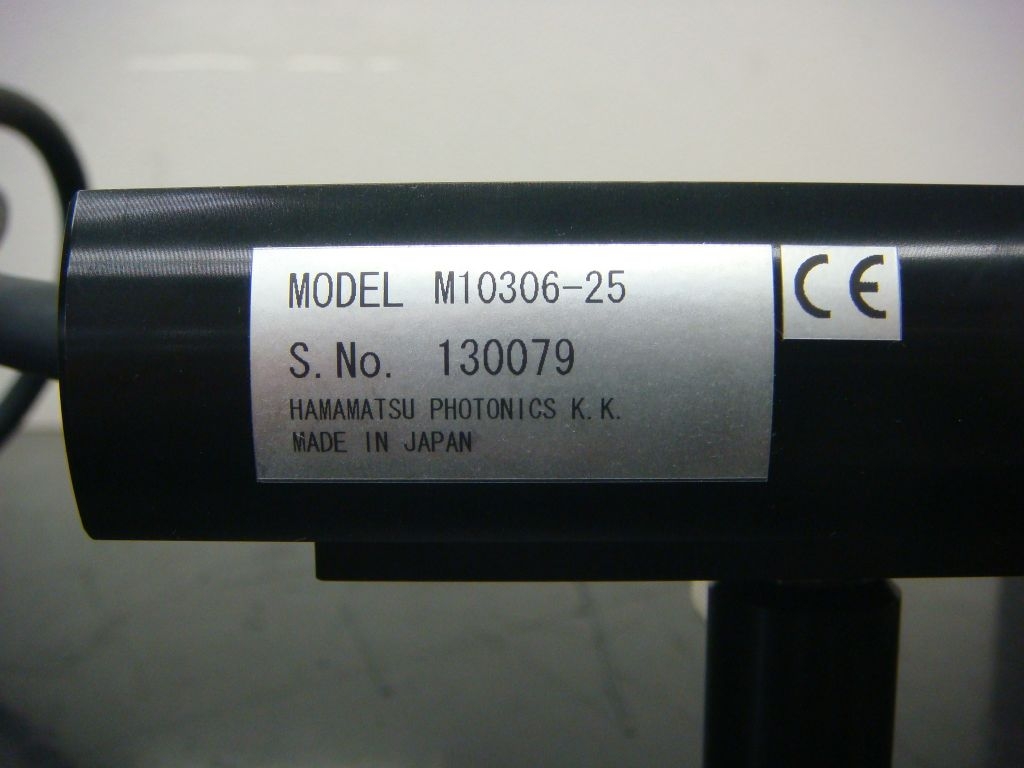 MODEL M10306-25
CE
S.No. 130079
HAMAMATSU PHOTONICS K.K.
MADE IN JAPAN